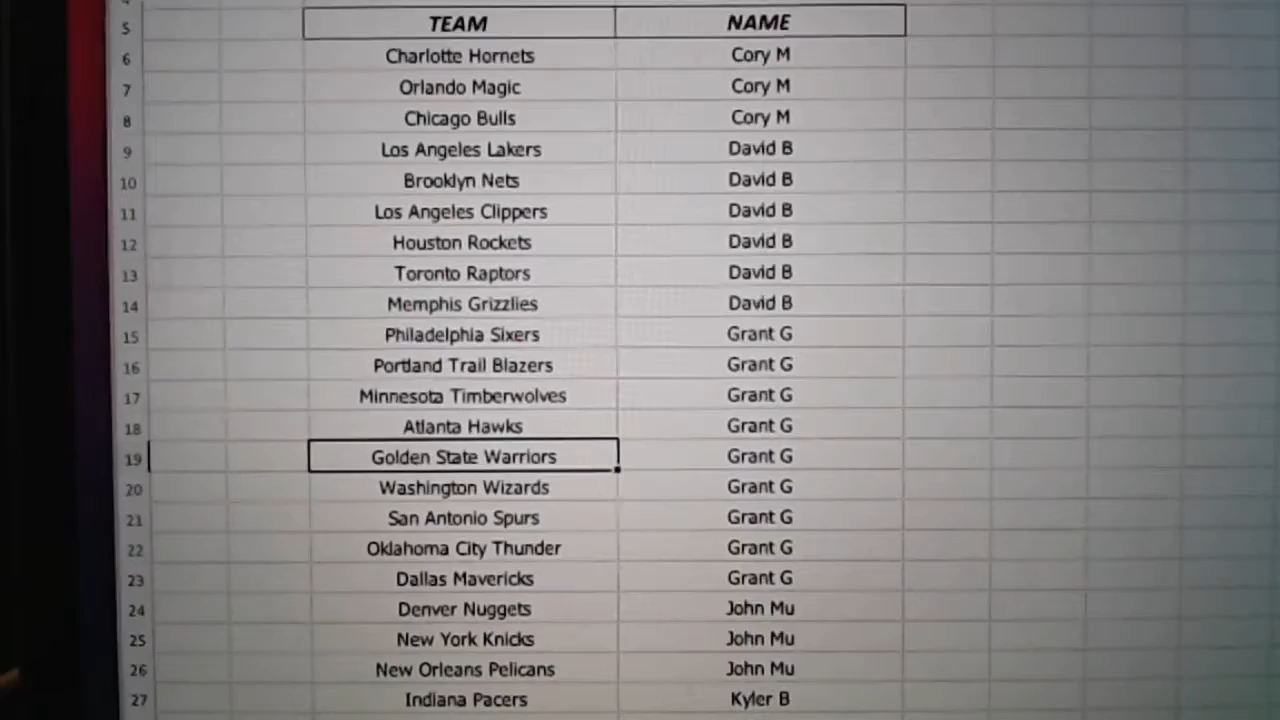 5 TEAM NAME
6 Charlotte Hornets Cory M
7 Orlando Magic Cory M
8 Chicago Bulls Cory M
9 Los Angeles Lakers David B
10 Brooklyn Nets David B
11 Los Angeles Clippers David B
12 Houston Rockets David B
13 Toronto Raptors David B
14 Memphis Grizzlies David B
15 Philadelphia Sixers Grant G
16 Portland Trail Blazers Grant G
17 Minnesota Timberwolves Grant G
18 Atlanta Hawks Grant G
19 Golden State Warriors Grant G
20 Washington Wizards Grant G
21 San Antonio Spurs Grant G
22 Oklahoma City Thunder Grant G
23 Dallas Mavericks Grant G
24 Denver Nuggets John Mu
25 New York Knicks John Mu
26 New Orleans Pelicans John Mu
27 Indiana Pacers Kyler B